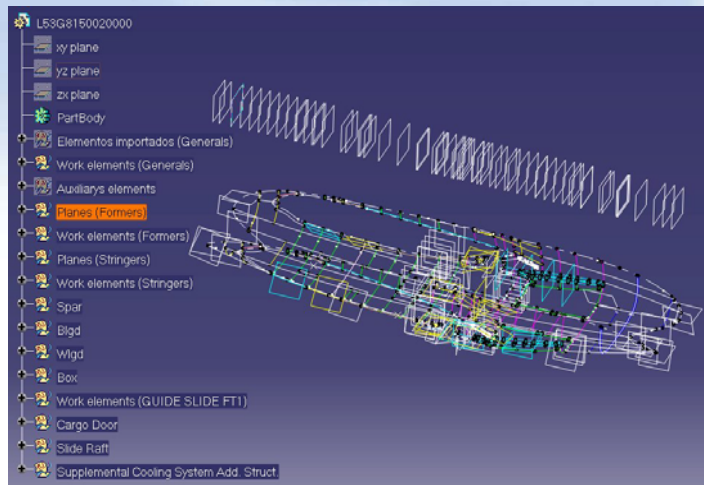 L53G8150020000
xy plane
yz plane
zx plane
PartBody
Elementos importados (Generals)
Work elements (Generals)
Auxiliarys elements
Planes (Formers)
Work elements (Formers)
Planes (Stringers)
Work elements (Stringers)
Spar
Blgd
Wlgd
Box
Work elements (GUIDE SLIDE FT1)
Cargo Door
Slide Raft
Supplemental Cooling System Add. Struct.